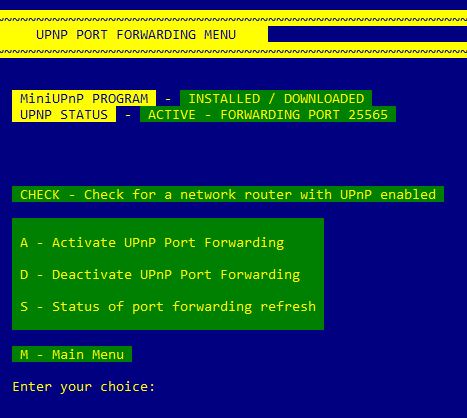 UPNP PORT FORWARDING MENU
MiniUPnP PROGRAM - INSTALLED / DOWNLOADED
UPNP STATUS - ACTIVE - FORWARDING PORT 25565
CHECK - Check for a network router with UPnP enabled
A - Activate UPnP Port Forwarding
D - Deactivate UPnP Port Forwarding
S - Status of port forwarding refresh
M - Main Menu
Enter your choice: